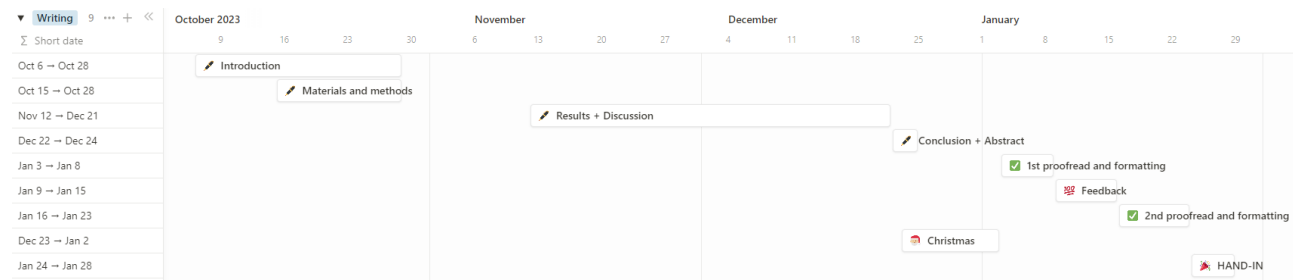 ▼ Writing 9 ••• + «
October 2023 November December January
Σ Short date
9 16 23 30 6 13 20 27 4 11 18 25 1 8 15 22 29
Oct 6 → Oct 28 Introduction
Oct 15 → Oct 28 Materials and methods
Nov 12 → Dec 21 Results + Discussion
Dec 22 → Dec 24 Conclusion + Abstract
Jan 3 → Jan 8 1st proofread and formatting
Jan 9 → Jan 15 💯 Feedback
Jan 16 → Jan 23 2nd proofread and formatting
Dec 23 → Jan 2 Christmas
Jan 24 → Jan 28 HAND-IN